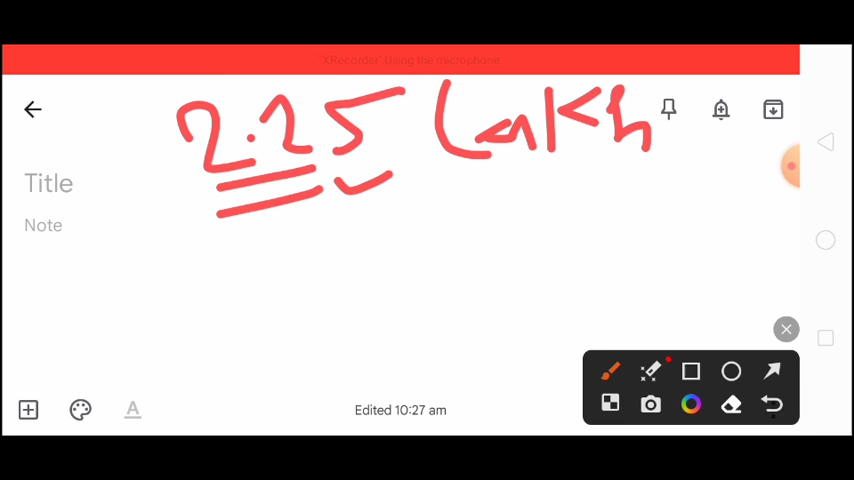 "XRecorder" Using the microphone
2.25 Lakh
Title
Note
A
Edited 10:27 am